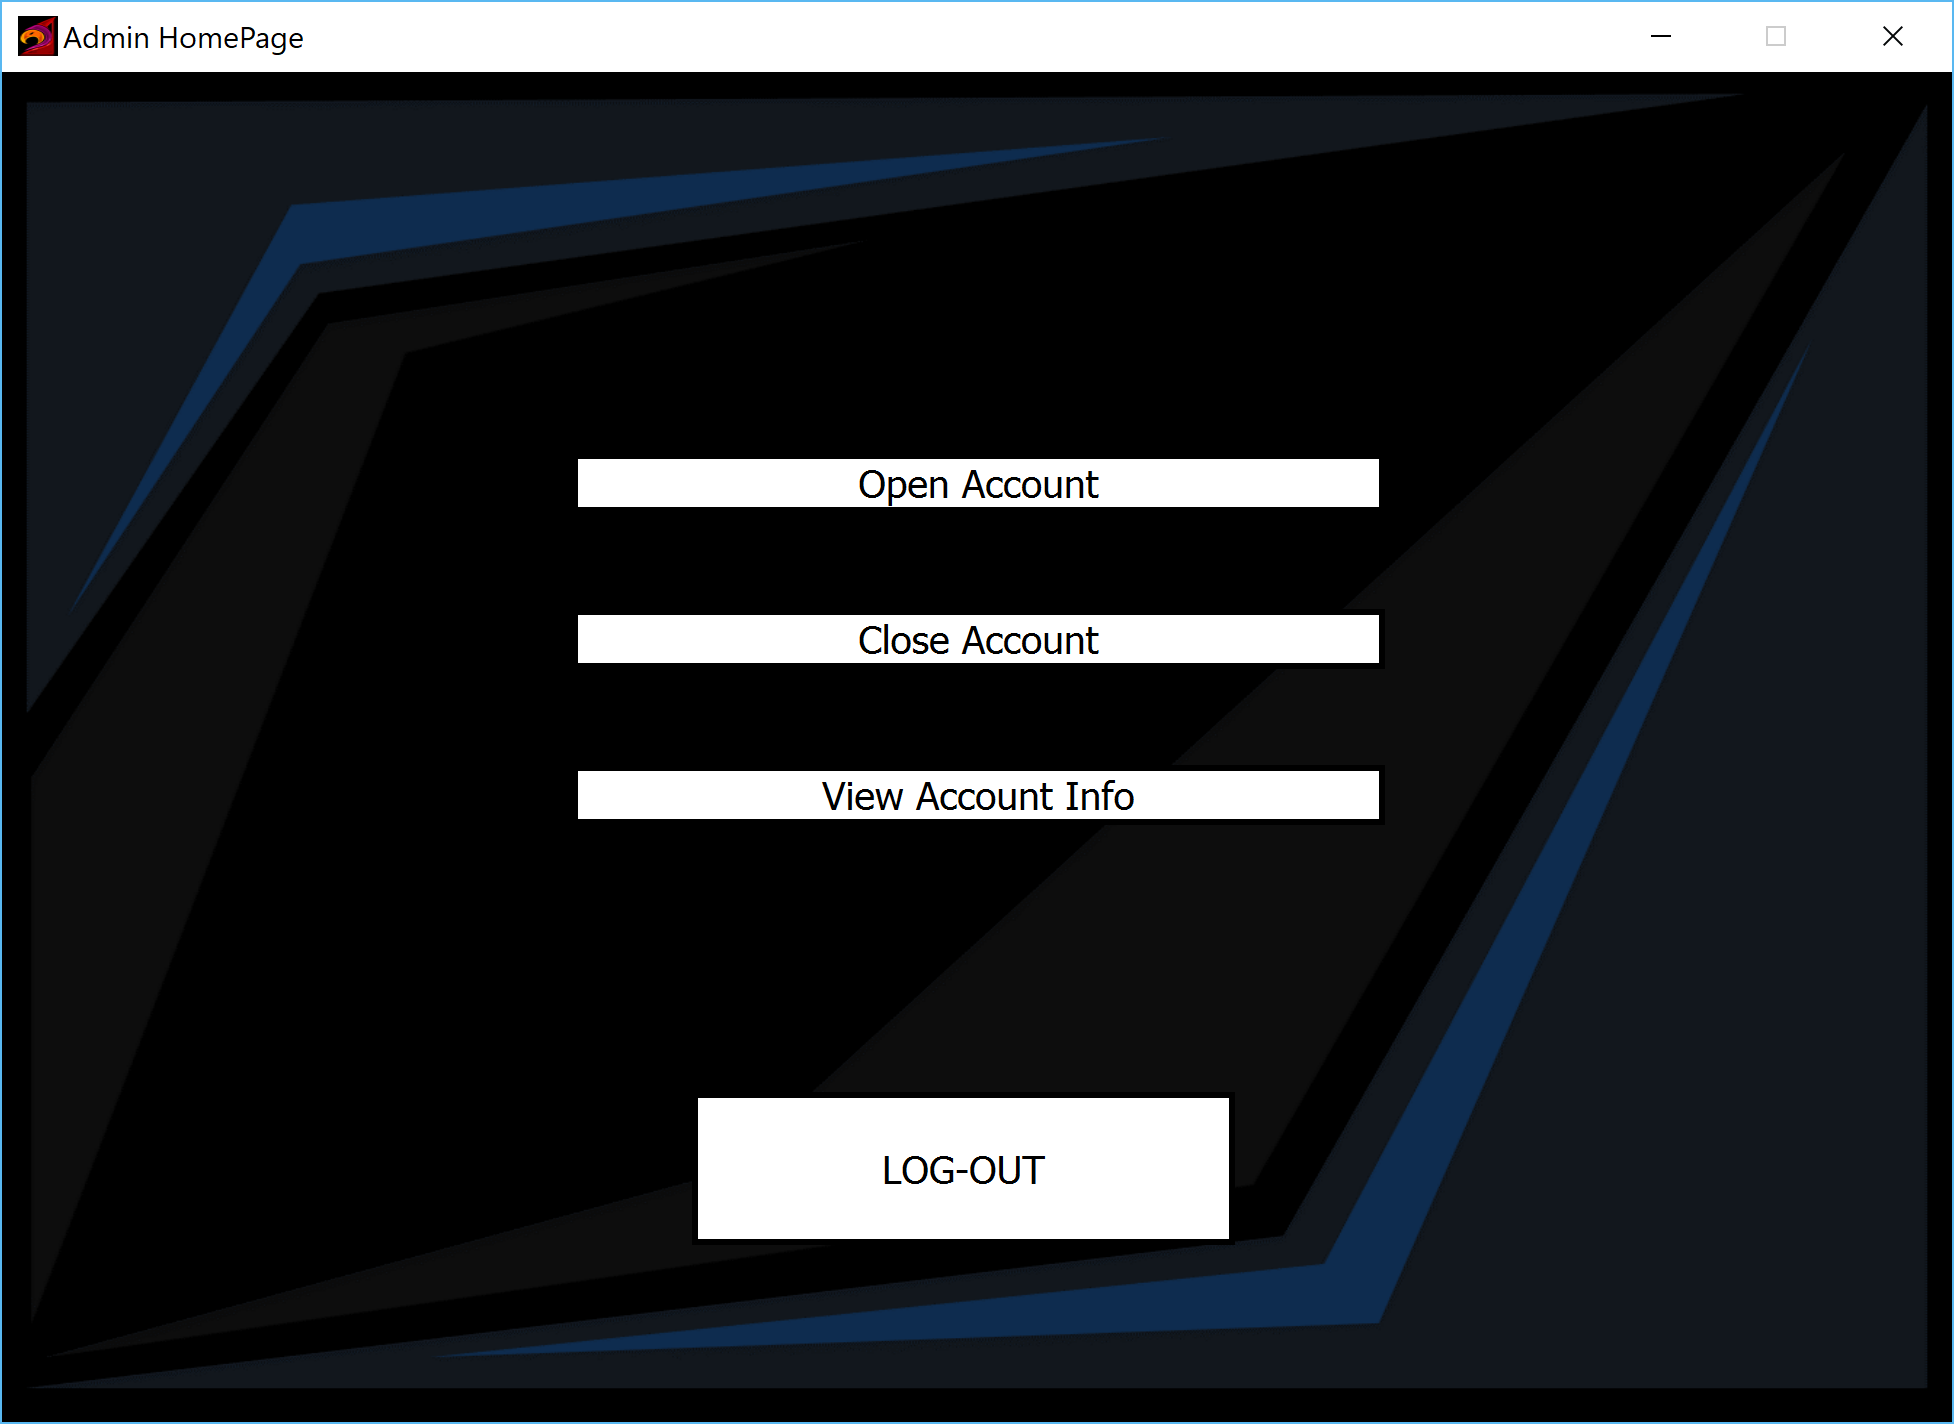 Admin HomePage
Open Account
Close Account
View Account Info
LOG-OUT